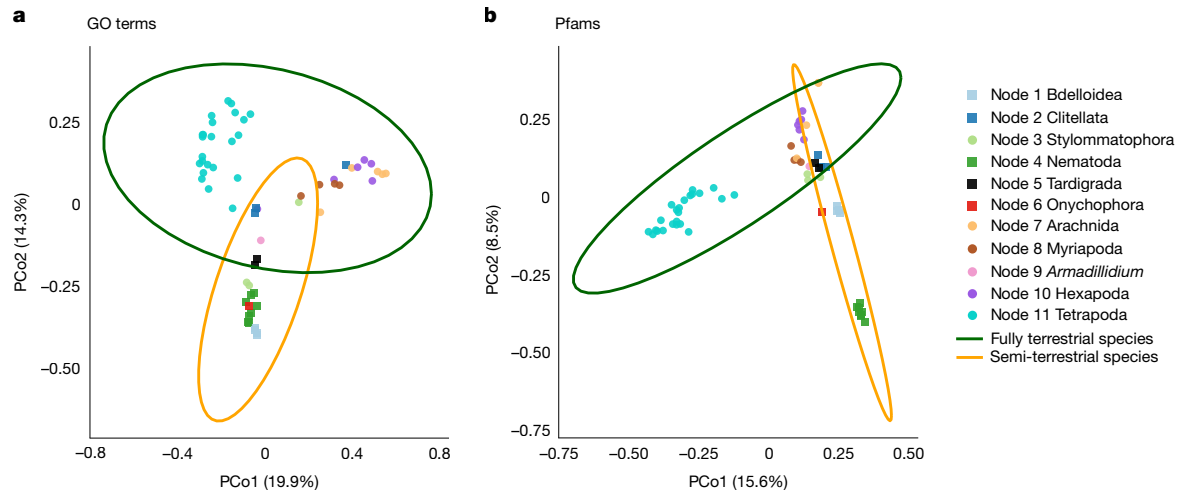 a
GO terms
0.25
0
−0.25
−0.50
−0.8
−0.4
0
0.4
0.8
PCo2 (14.3%)
PCo1 (19.9%)
b
Pfams
0.25
0
−0.25
−0.50
−0.75
−0.75
−0.50
−0.25
0
0.25
0.50
PCo2 (8.5%)
PCo1 (15.6%)
Node 1 Bdelloidea
Node 2 Clitellata
Node 3 Stylommatophora
Node 4 Nematoda
Node 5 Tardigrada
Node 6 Onychophora
Node 7 Arachnida
Node 8 Myriapoda
Node 9 Armadillidium
Node 10 Hexapoda
Node 11 Tetrapoda
Fully terrestrial species
Semi-terrestrial species